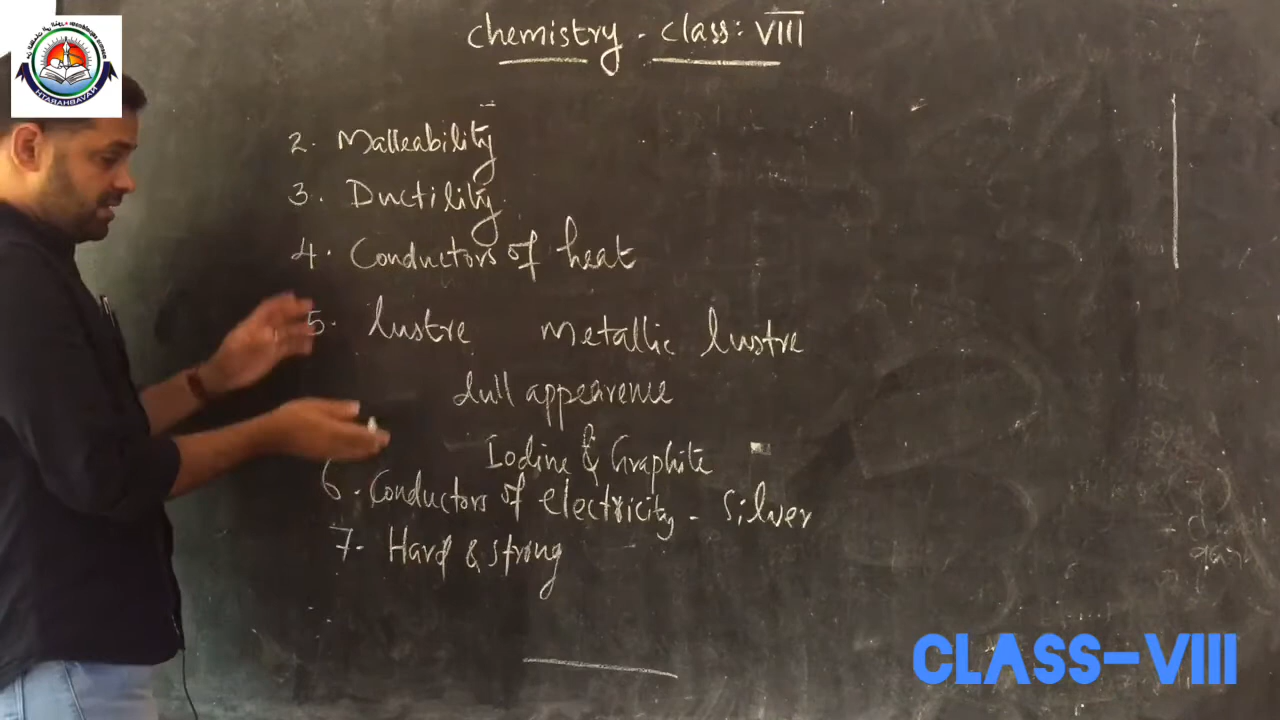 chemistry - class: VIII
2. Malleability
3. Ductility.
4. Conductors of heat
5. lustre metallic lustre
dull appearence
Iodine & Graphite
6. Conductors of electricity - Silver
7. Hard & strong
CLASS-VIII